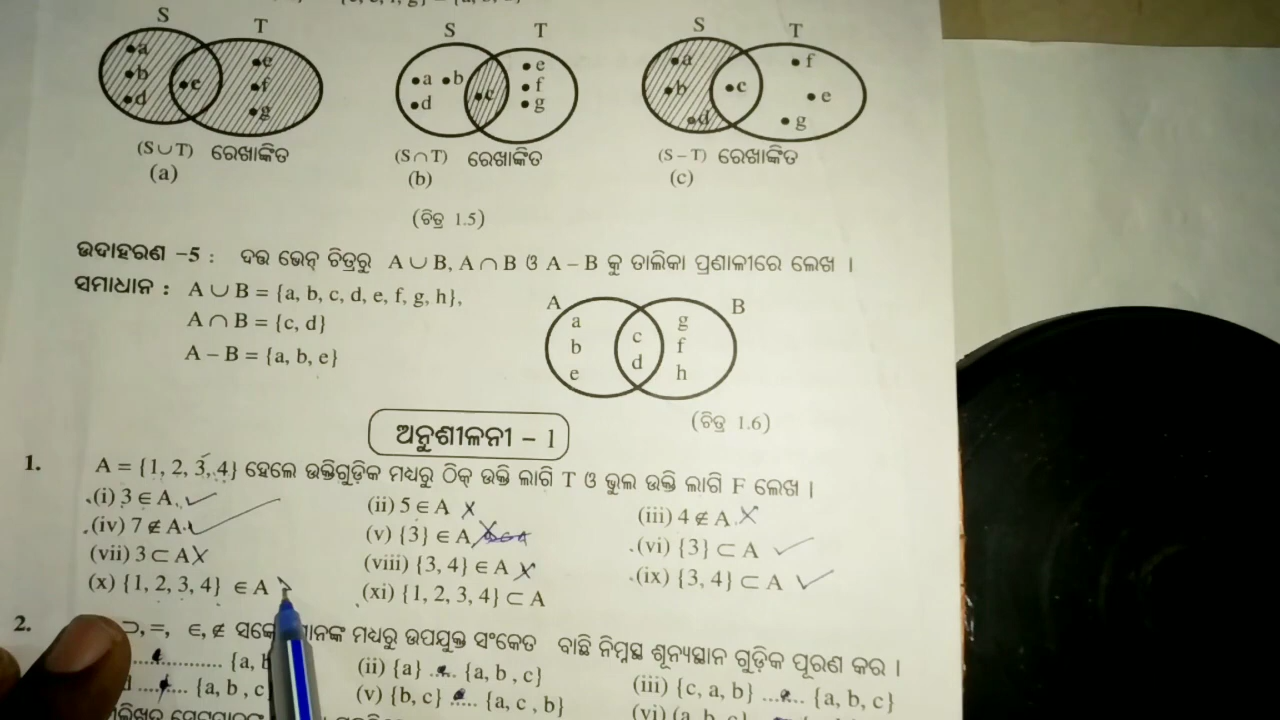 S T S T S T
a b d c e f g
a b d c e f g
a b d c f e g
(S ∪ T) ରେଖାଙ୍କିତ (S ∩ T) ରେଖାଙ୍କିତ (S – T) ରେଖାଙ୍କିତ
(a) (b) (c)
(ଚିତ୍ର 1.5)
ଉଦାହରଣ –5 : ଦତ୍ତ ଭେନ୍ ଚିତ୍ରରୁ A ∪ B, A ∩ B ଓ A – B କୁ ତାଲିକା ପ୍ରଣାଳୀରେ ଲେଖ ।
ସମାଧାନ : A ∪ B = {a, b, c, d, e, f, g, h},
A ∩ B = {c, d}
A – B = {a, b, e}
A B
a c g
b d f
e h
(ଚିତ୍ର 1.6)
ଅନୁଶୀଳନୀ – 1
1. A = {1, 2, 3, 4} ହେଲେ ଉକ୍ତିଗୁଡ଼ିକ ମଧ୍ୟରୁ ଠିକ୍ ଉକ୍ତି ଲାଗି T ଓ ଭୁଲ ଉକ୍ତି ଲାଗି F ଲେଖ ।
(i) 3 ∈ A (ii) 5 ∈ A (iii) 4 ∉ A
(iv) 7 ∉ A (v) {3} ∈ A (vi) {3} ⊂ A
(vii) 3 ⊂ A (viii) {3, 4} ∈ A (ix) {3, 4} ⊂ A
(x) {1, 2, 3, 4} ∈ A (xi) {1, 2, 3, 4} ⊂ A
2. ⊃, =, ∈, ∉ ମଧ୍ୟରୁ ଉପଯୁକ୍ତ ସଂକେତ ବାଛି ନିମ୍ନସ୍ଥ ଶୂନ୍ୟସ୍ଥାନ ଗୁଡ଼ିକ ପୂରଣ କର ।
............ {a, b (ii) {a} ...... {a, b, c} (iii) {c, a, b} ........ {a, b, c}
........ {a, b, c (v) {b, c} ...... {a, c, b}